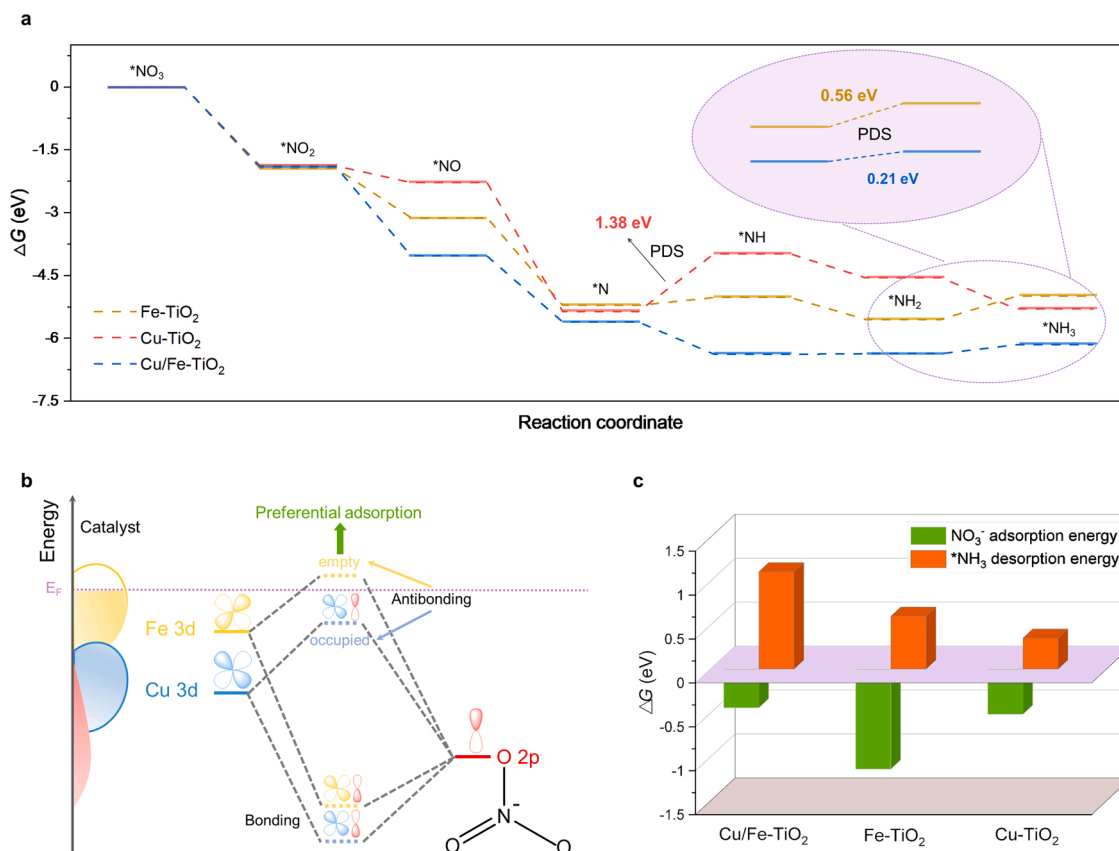 a
0
-1.5
-3
-4.5
-6
-7.5
△G (eV)
*NO₃
*NO₂
*NO
*N
1.38 eV
PDS
*NH
*NH₂
*NH₃
0.56 eV
PDS
0.21 eV
Fe-TiO₂
Cu-TiO₂
Cu/Fe-TiO₂
Reaction coordinate
b
Energy
Catalyst
Preferential adsorption
empty
E_F
Antibonding
occupied
Fe 3d
Cu 3d
O 2p
Bonding
N⁻
O
O
c
NO₃⁻ adsorption energy
*NH₃ desorption energy
1.5
1
0.5
0
-0.5
-1
-1.5
△G (eV)
Cu/Fe-TiO₂
Fe-TiO₂
Cu-TiO₂